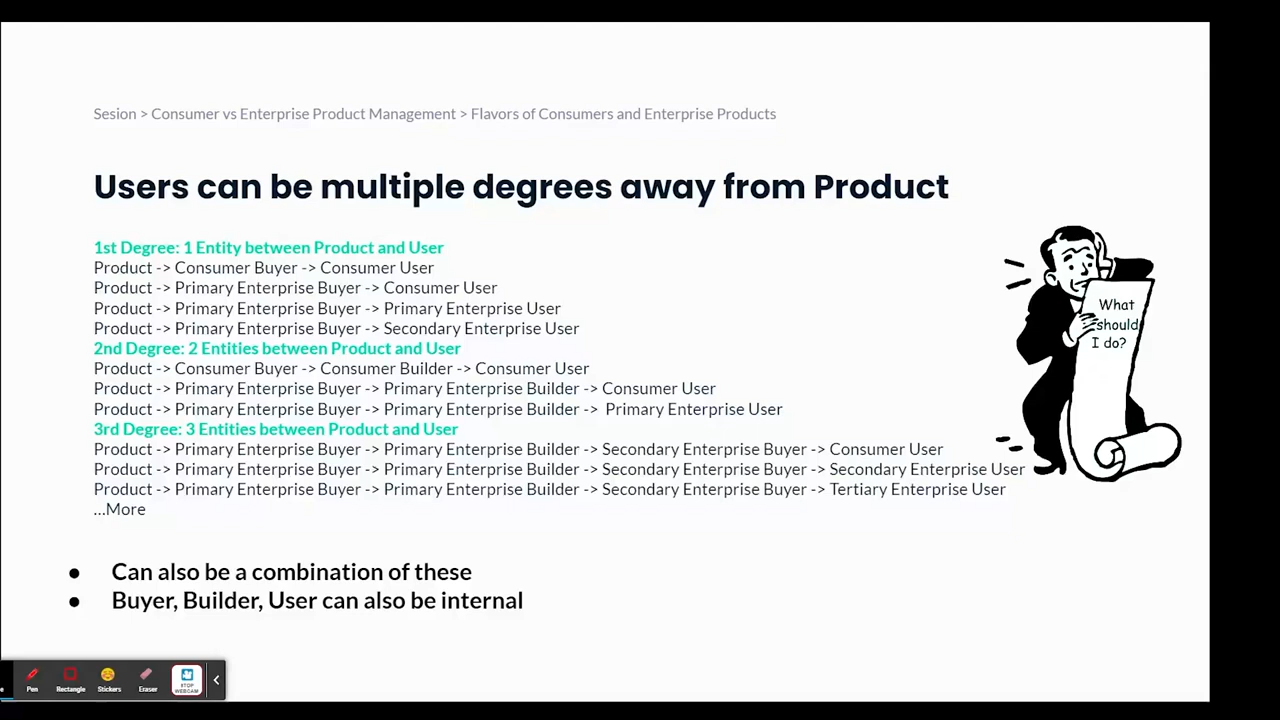 Sesion > Consumer vs Enterprise Product Management > Flavors of Consumers and Enterprise Products
Users can be multiple degrees away from Product
1st Degree: 1 Entity between Product and User
Product -> Consumer Buyer -> Consumer User
Product -> Primary Enterprise Buyer -> Consumer User
Product -> Primary Enterprise Buyer -> Primary Enterprise User
Product -> Primary Enterprise Buyer -> Secondary Enterprise User
2nd Degree: 2 Entities between Product and User
Product -> Consumer Buyer -> Consumer Builder -> Consumer User
Product -> Primary Enterprise Buyer -> Primary Enterprise Builder -> Consumer User
Product -> Primary Enterprise Buyer -> Primary Enterprise Builder -> Primary Enterprise User
3rd Degree: 3 Entities between Product and User
Product -> Primary Enterprise Buyer -> Primary Enterprise Builder -> Secondary Enterprise Buyer -> Consumer User
Product -> Primary Enterprise Buyer -> Primary Enterprise Builder -> Secondary Enterprise Buyer -> Secondary Enterprise User
Product -> Primary Enterprise Buyer -> Primary Enterprise Builder -> Secondary Enterprise Buyer -> Tertiary Enterprise User
...More
What
should
I do?
● Can also be a combination of these
● Buyer, Builder, User can also be internal
e Pen Rectangle Stickers Eraser STOP WEBCAM <